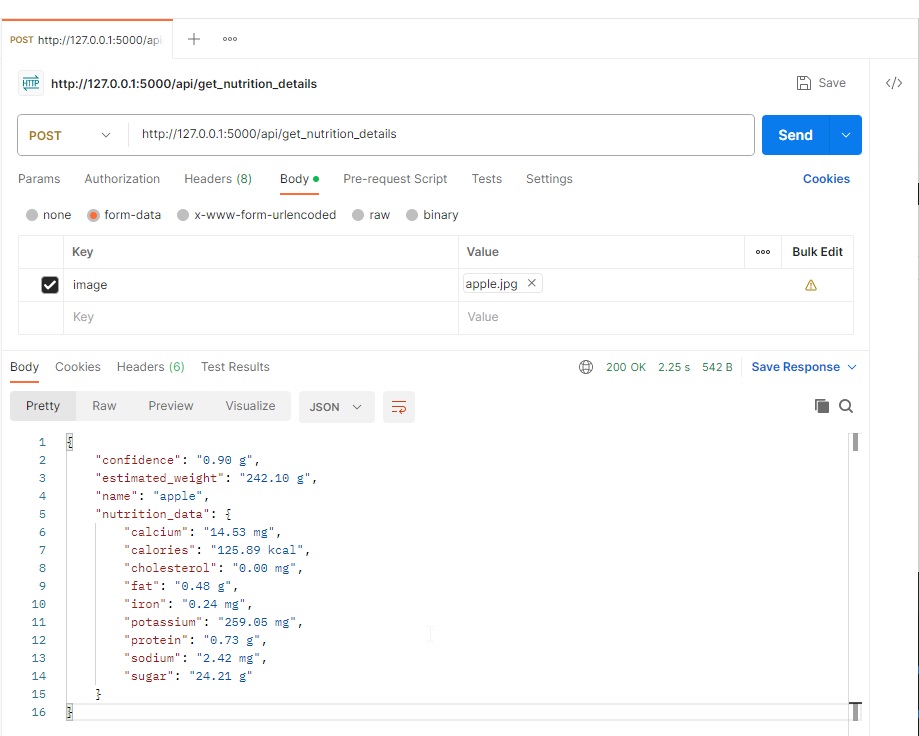 POST http://127.0.0.1:5000/api
HTTP http://127.0.0.1:5000/api/get_nutrition_details Save
POST http://127.0.0.1:5000/api/get_nutrition_details Send
Params Authorization Headers (8) Body Pre-request Script Tests Settings Cookies
none form-data x-www-form-urlencoded raw binary
Key Value Bulk Edit
image apple.jpg
Key Value
Body Cookies Headers (6) Test Results 200 OK 2.25 s 542 B Save Response
Pretty Raw Preview Visualize JSON
1 {
2 "confidence": "0.90 g",
3 "estimated_weight": "242.10 g",
4 "name": "apple",
5 "nutrition_data": {
6 "calcium": "14.53 mg",
7 "calories": "125.89 kcal",
8 "cholesterol": "0.00 mg",
9 "fat": "0.48 g",
10 "iron": "0.24 mg",
11 "potassium": "259.05 mg",
12 "protein": "0.73 g",
13 "sodium": "2.42 mg",
14 "sugar": "24.21 g"
15 }
16 }